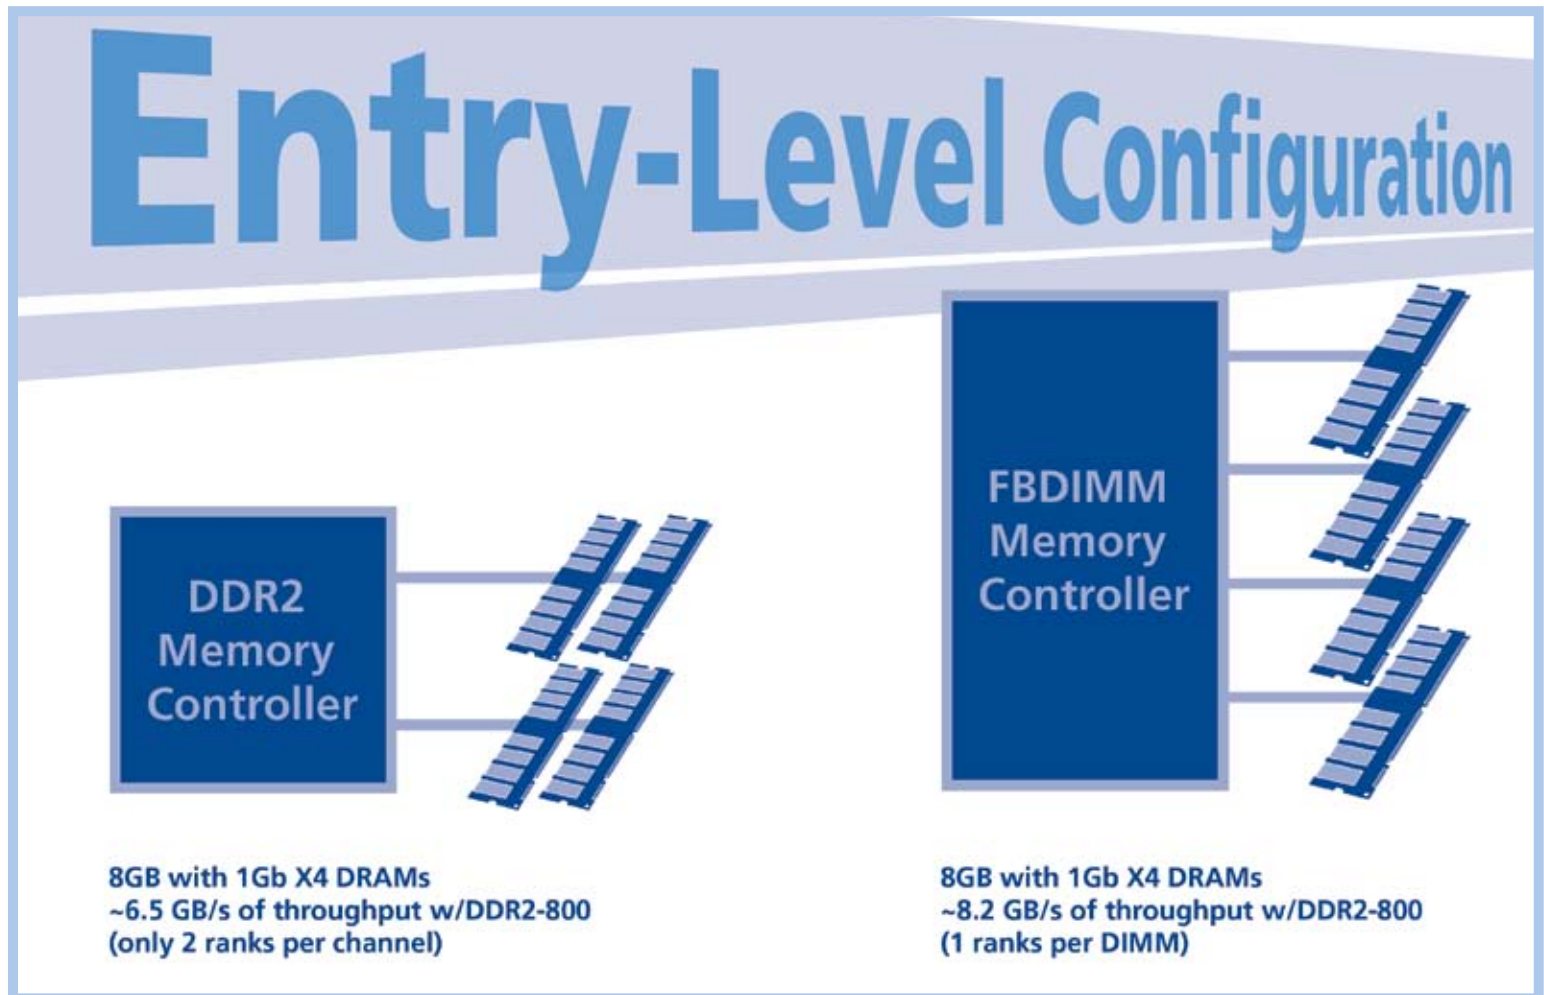 Entry-Level Configuration
DDR2
Memory
Controller
8GB with 1Gb X4 DRAMs
~6.5 GB/s of throughput w/DDR2-800
(only 2 ranks per channel)
FBDIMM
Memory
Controller
8GB with 1Gb X4 DRAMs
~8.2 GB/s of throughput w/DDR2-800
(1 ranks per DIMM)